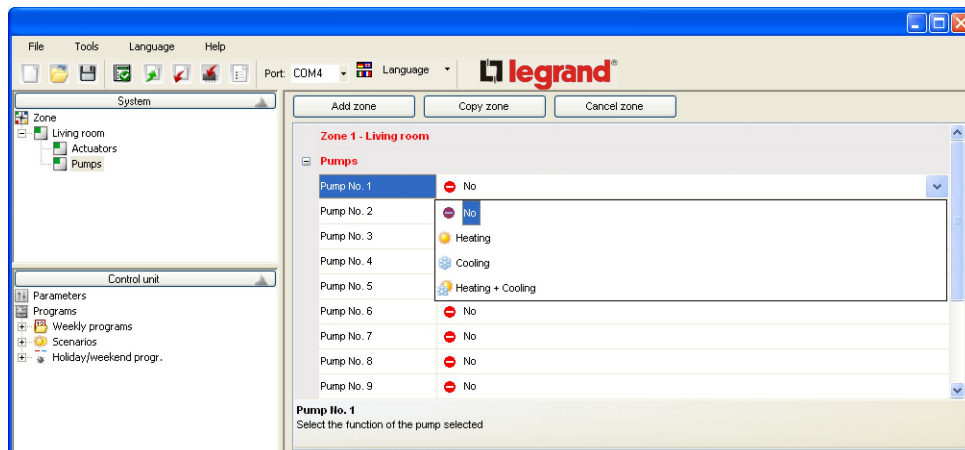 File Tools Language Help
Port: COM4 Language legrand®
System
Zone
Living room
Actuators
Pumps
Control unit
Parameters
Programs
Weekly programs
Scenarios
Holiday/weekend progr.
Add zone Copy zone Cancel zone
Zone 1 - Living room
Pumps
Pump No. 1 No
Pump No. 2 No
Pump No. 3 Heating
Pump No. 4 Cooling
Pump No. 5 Heating + Cooling
Pump No. 6 No
Pump No. 7 No
Pump No. 8 No
Pump No. 9 No
Pump No. 1
Select the function of the pump selected